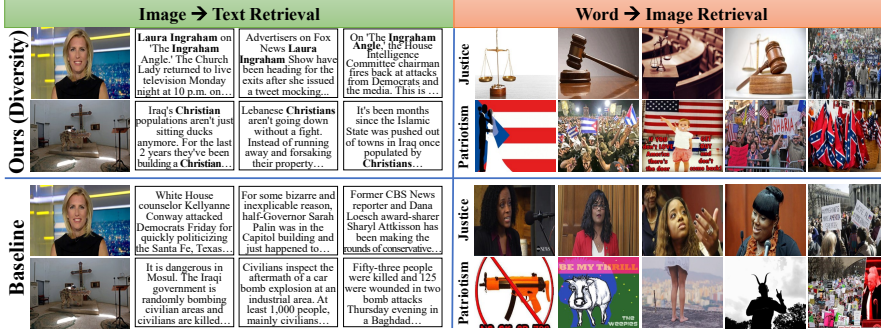 Image → Text Retrieval
Word → Image Retrieval
Ours (Diversity)
Laura Ingraham on
'The Ingraham
Angle.' The Church
Lady returned to live
television Monday
night at 10 p.m. on…
Advertisers on Fox
News Laura
Ingraham Show have
been heading for the
exits after she issued
a tweet mocking...
On 'The Ingraham
Angle,' the House
Intelligence
Committee chairman
fires back at attacks
from Democrats and
the media. This is …
Iraq's Christian
populations aren't just
sitting ducks
anymore. For the last
2 years they've been
building a Christian…
Lebanese Christians
aren't going down
without a fight.
Instead of running
away and forsaking
their property…
It's been months
since the Islamic
State was pushed out
of towns in Iraq once
populated by
Christians…
Justice
Patriotism
SHARIA
Baseline
White House
counselor Kellyanne
Conway attacked
Democrats Friday for
quickly politicizing
the Santa Fe, Texas…
For some bizarre and
inexplicable reason,
half-Governor Sarah
Palin was in the
Capitol building and
just happened to…
Former CBS News
reporter and Dana
Loesch award-sharer
Sharyl Attkisson has
been making the
rounds of conservative…
It is dangerous in
Mosul. The Iraqi
government is
randomly bombing
civilian areas and
civilians are killed…
Civilians inspect the
aftermath of a car
bomb explosion at an
industrial area. At
least 1,000 people,
mainly civilians…
Fifty-three people
were killed and 125
were wounded in two
bomb attacks
Thursday evening in
a Baghdad…
Justice
Patriotism
BE MY THRILL
THE
WEEPIES